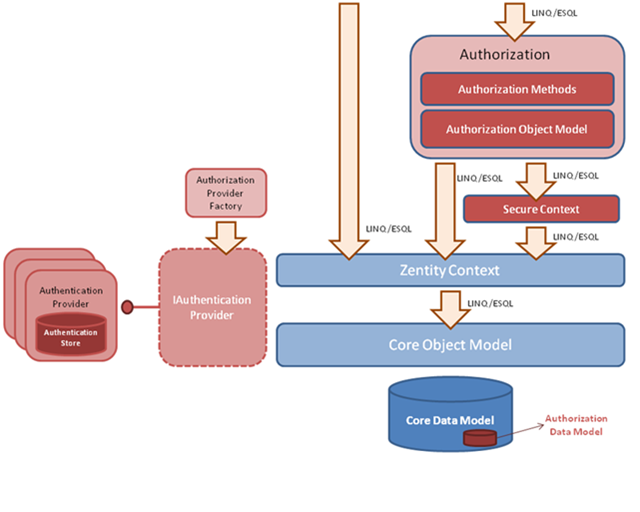 LINQ/ESQL
Authorization
Authorization Methods
Authorization Object Model
LINQ/ESQL
LINQ/ESQL
Authorization
Provider
Factory
Secure Context
LINQ/ESQL
LINQ/ESQL
Zentity Context
Authentication
Provider
Authentication
Store
IAuthentication
Provider
LINQ/ESQL
Core Object Model
Core Data Model
Authorization
Data Model